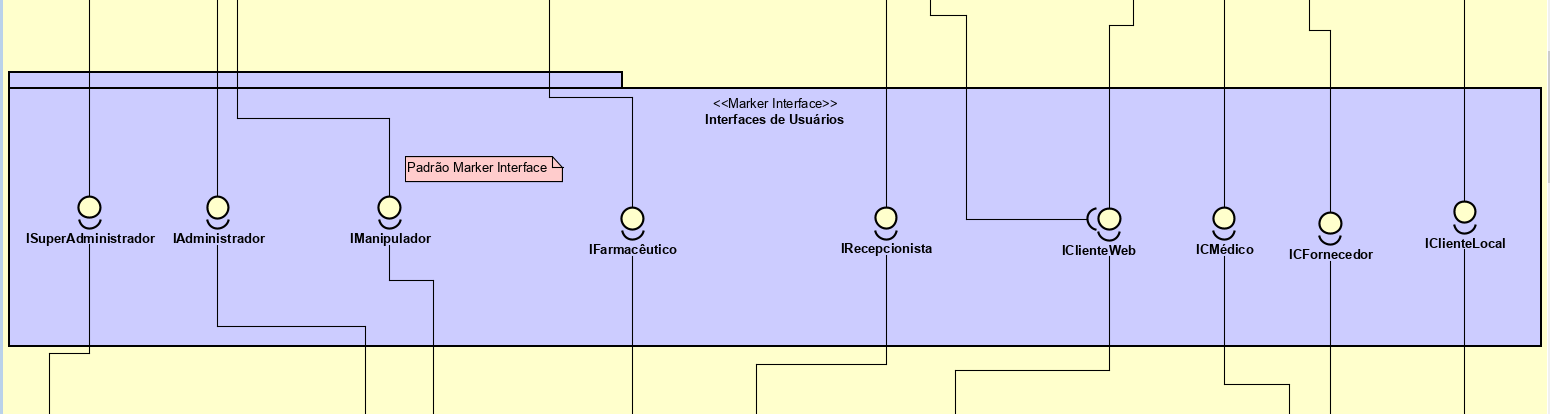 <<Marker Interface>>
Interfaces de Usuários
Padrão Marker Interface
ISuperAdministrador
IAdministrador
IManipulador
IFarmacêutico
IRecepcionista
IClienteWeb
ICMédico
ICFornecedor
IClienteLocal